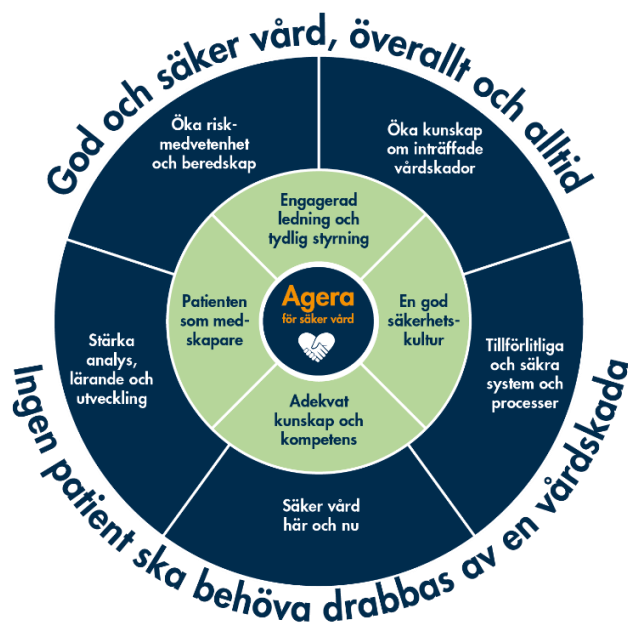 God och säker vård, överallt och alltid
Öka risk-
medvetenhet
och beredskap
Öka kunskap
om inträffade
vårdskador
Engagerad
ledning och
tydlig styrning
Patienten
som med-
skapare
Agera
för säker vård
En god
säkerhets-
kultur
Stärka
analys,
lärande och
utveckling
Tillförlitliga
och säkra
system och
processer
Adekvat
kunskap och
kompetens
Säker vård
här och nu
Ingen patient ska behöva drabbas av en vårdskada